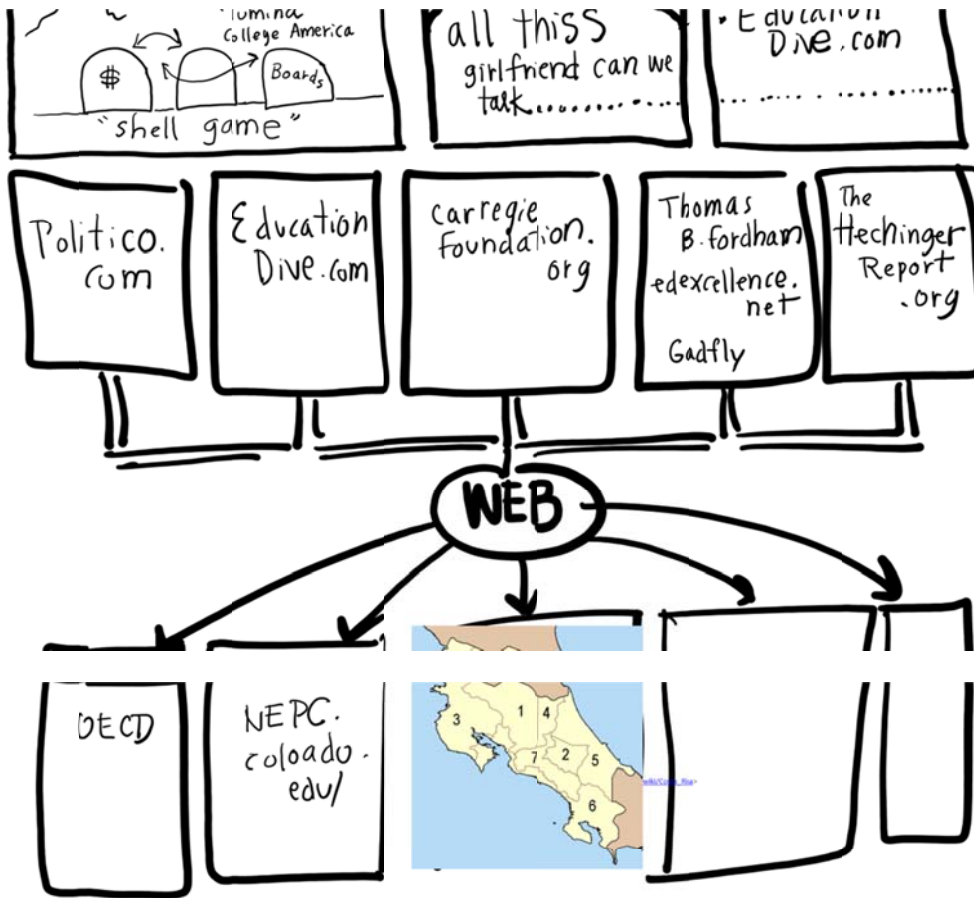 Lumina
College America
$
Boards
"shell game"
all thiss
girlfriend can we
task..............
• Education
Dive.com
Politico.
com
Education
Dive.com
Carregie
Foundation.
org
Thomas
B. fordham
edexcellence.
net
Gadfly
The
Hechinger
Report
.org
WEB
OECD
NEPC.
coloado.
edu/
3
1
4
7
2
5
6